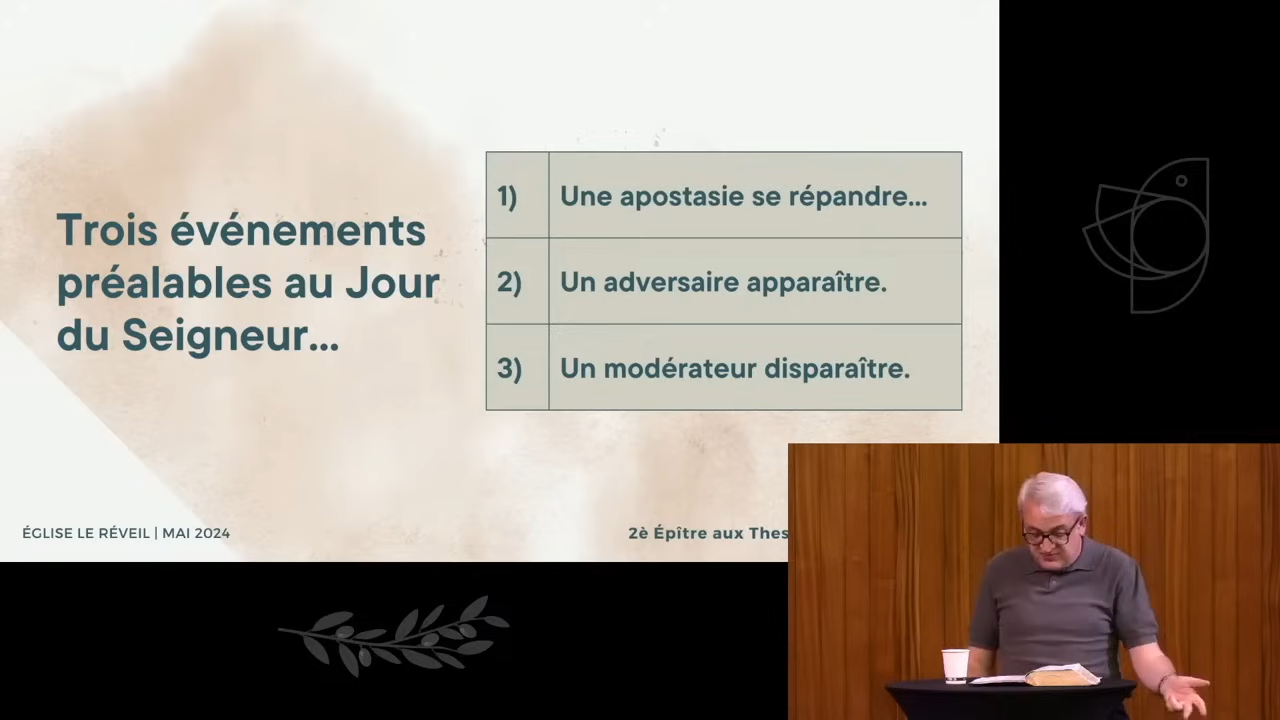 Trois événements
préalables au Jour
du Seigneur...
1) Une apostasie se répandre...
2) Un adversaire apparaître.
3) Un modérateur disparaître.
ÉGLISE LE RÉVEIL | MAI 2024
2è Épître aux Thes